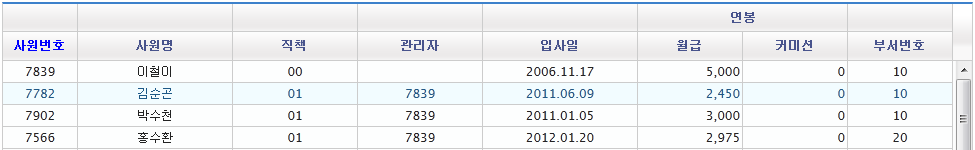 연봉
사원번호 사원명 직책 관리자 입사일 월급 커미션 부서번호
7839 이철이 00 2006.11.17 5,000 0 10
7782 김순곤 01 7839 2011.06.09 2,450 0 10
7902 박수천 01 7839 2011.01.05 3,000 0 10
7566 홍수환 01 7839 2012.01.20 2,975 0 20